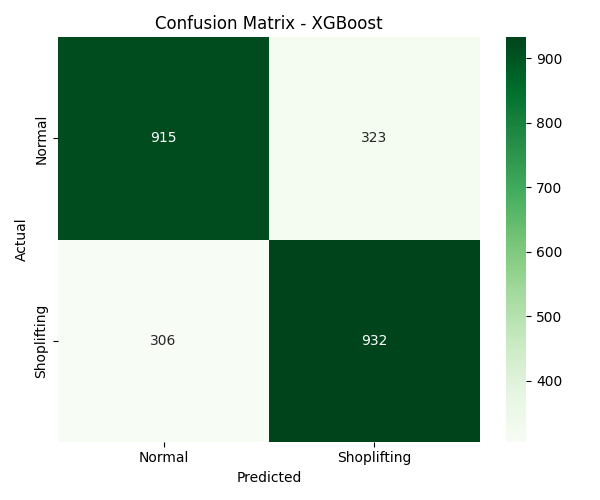 Confusion Matrix - XGBoost
Actual
Normal
915
323
Shoplifting
306
932
Normal
Shoplifting
Predicted
900
800
700
600
500
400